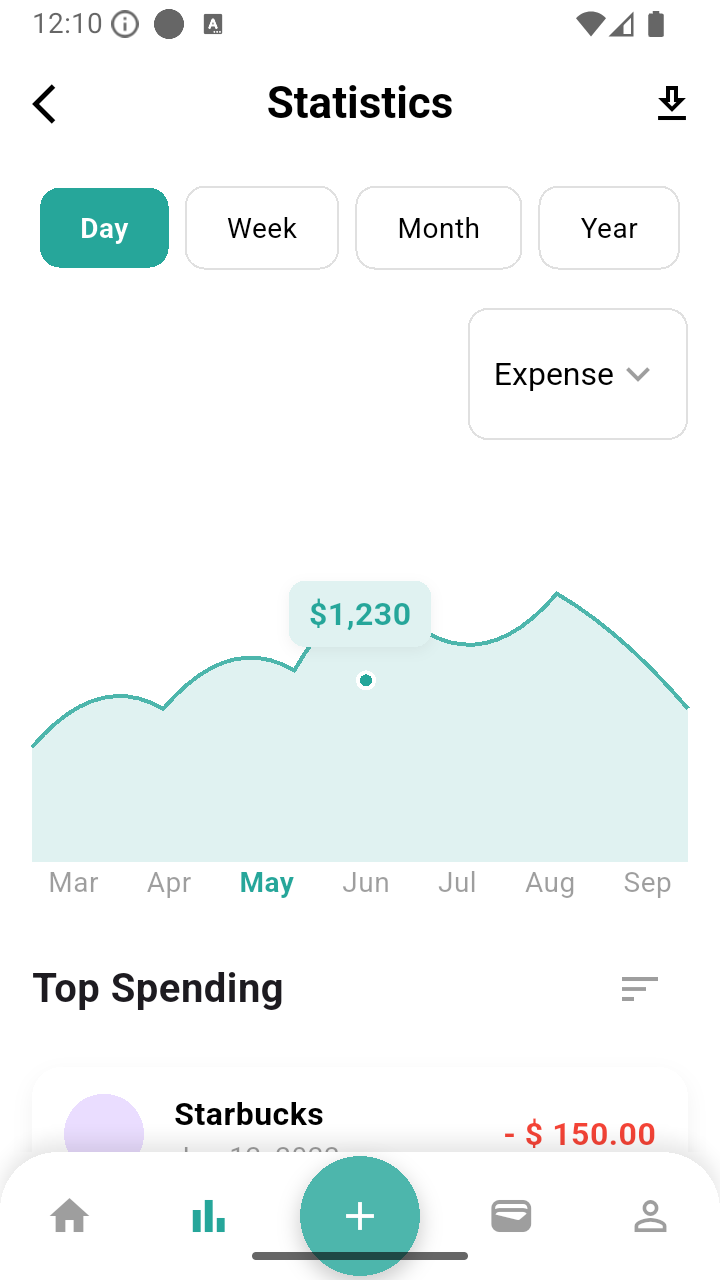 12:10
Statistics
Day Week Month Year
Expense
$1,230
Mar Apr May Jun Jul Aug Sep
Top Spending
Starbucks
- $ 150.00